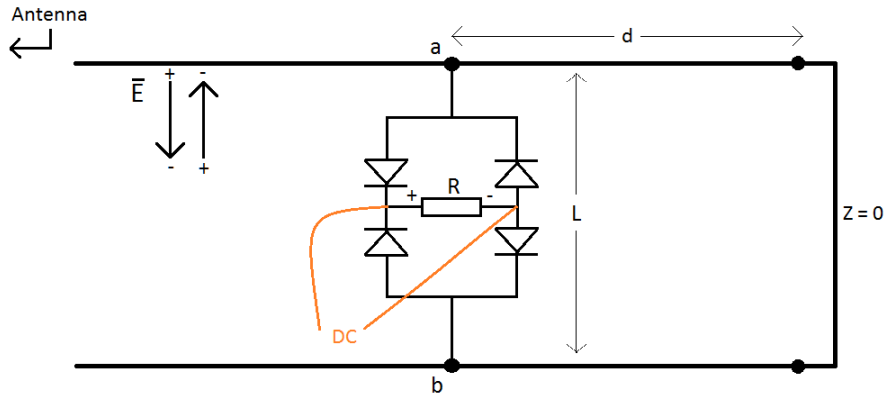 Antenna
a
d
+ -
E̅
- +
+ R -
L
Z = 0
DC
b